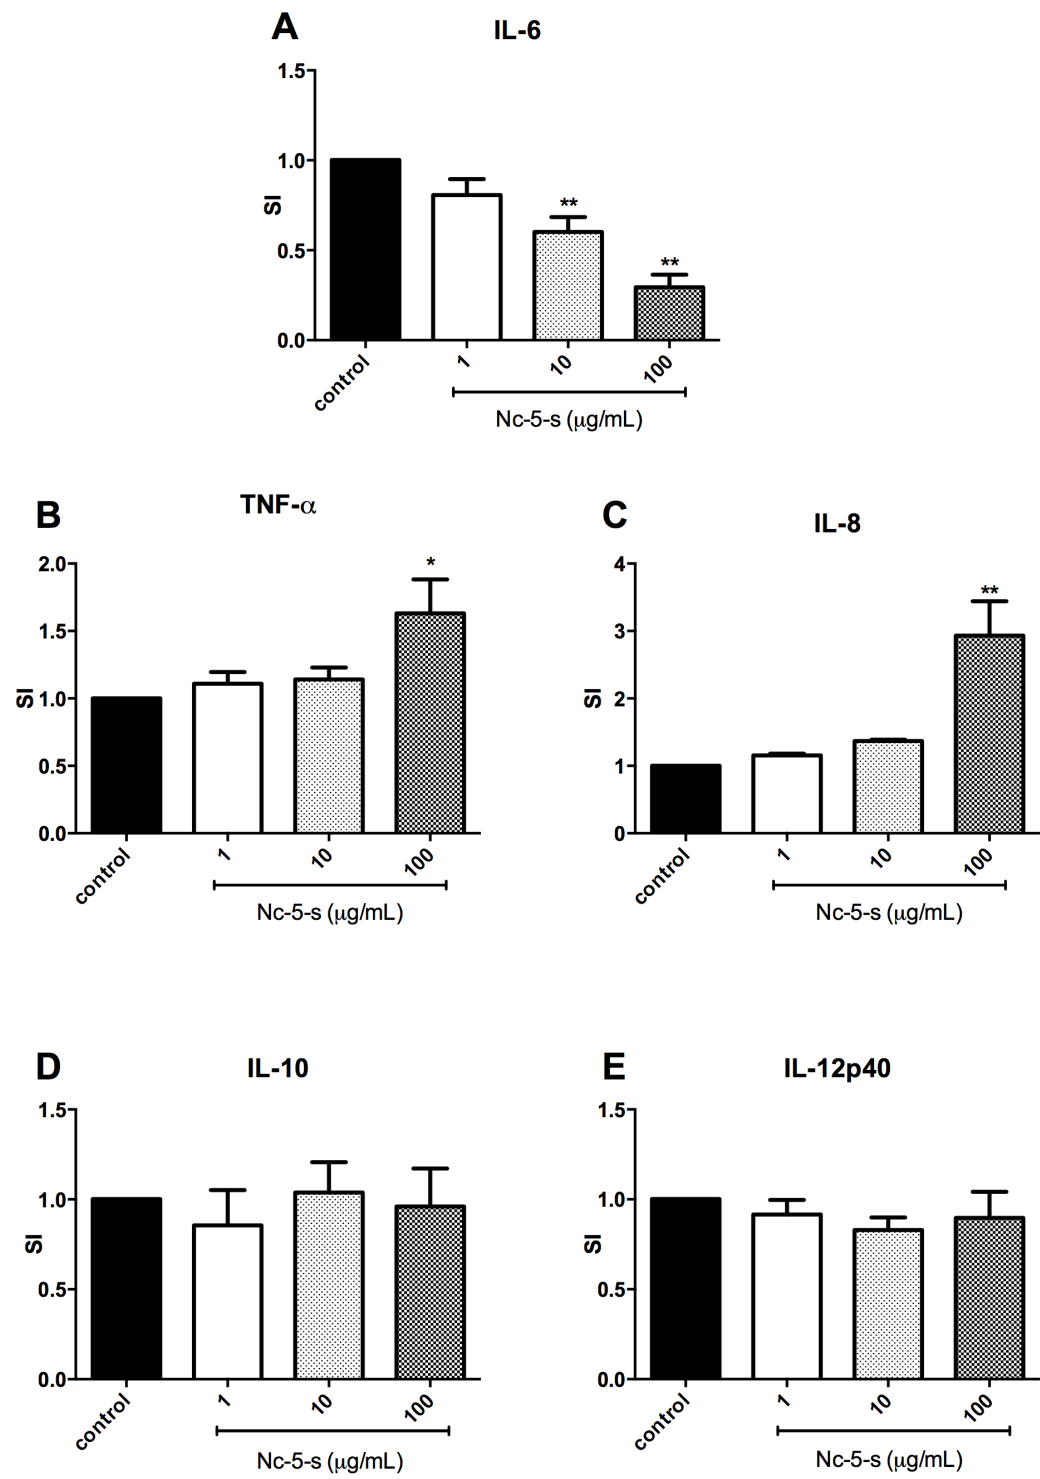 A
IL-6
1.5
1.0
0.5
0.0
SI
**
**
control
1
10
100
Nc-5-s (μg/mL)
B
TNF-α
2.0
1.5
1.0
0.5
0.0
SI
*
control
1
10
100
Nc-5-s (μg/mL)
C
IL-8
4
3
2
1
0
SI
**
control
1
10
100
Nc-5-s (μg/mL)
D
IL-10
1.5
1.0
0.5
0.0
SI
control
1
10
100
Nc-5-s (μg/mL)
E
IL-12p40
1.5
1.0
0.5
0.0
SI
control
1
10
100
Nc-5-s (μg/mL)